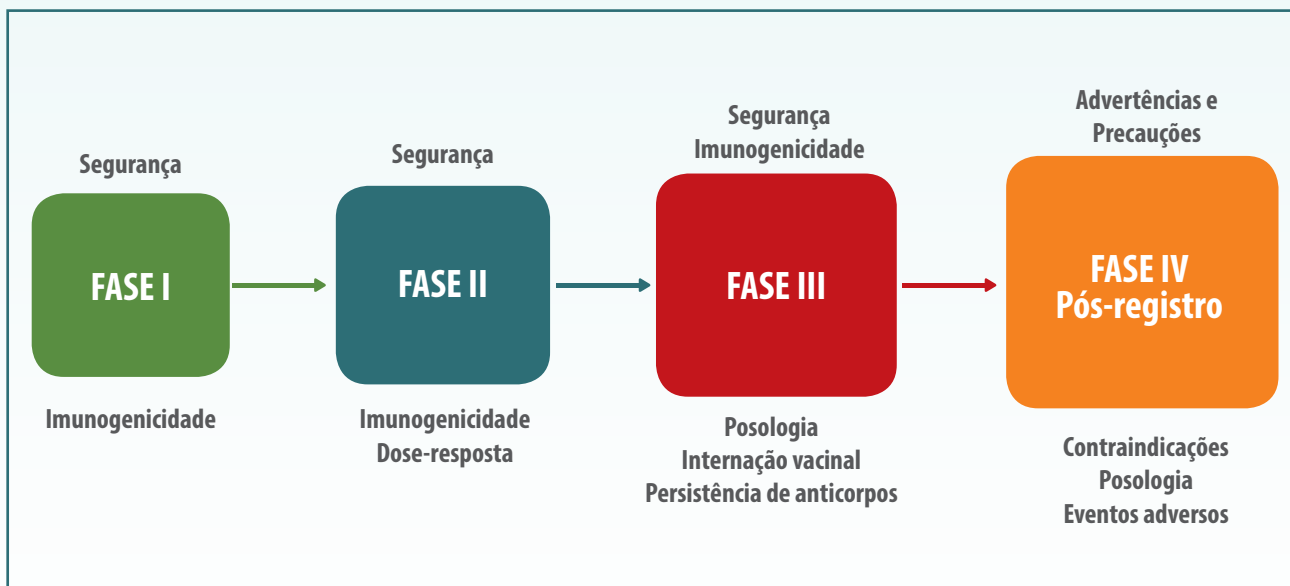 Segurança
FASE I
Imunogenicidade
Segurança
FASE II
Imunogenicidade
Dose-resposta
Segurança
Imunogenicidade
FASE III
Posologia
Internação vacinal
Persistência de anticorpos
Advertências e
Precauções
FASE IV
Pós-registro
Contraindicações
Posologia
Eventos adversos